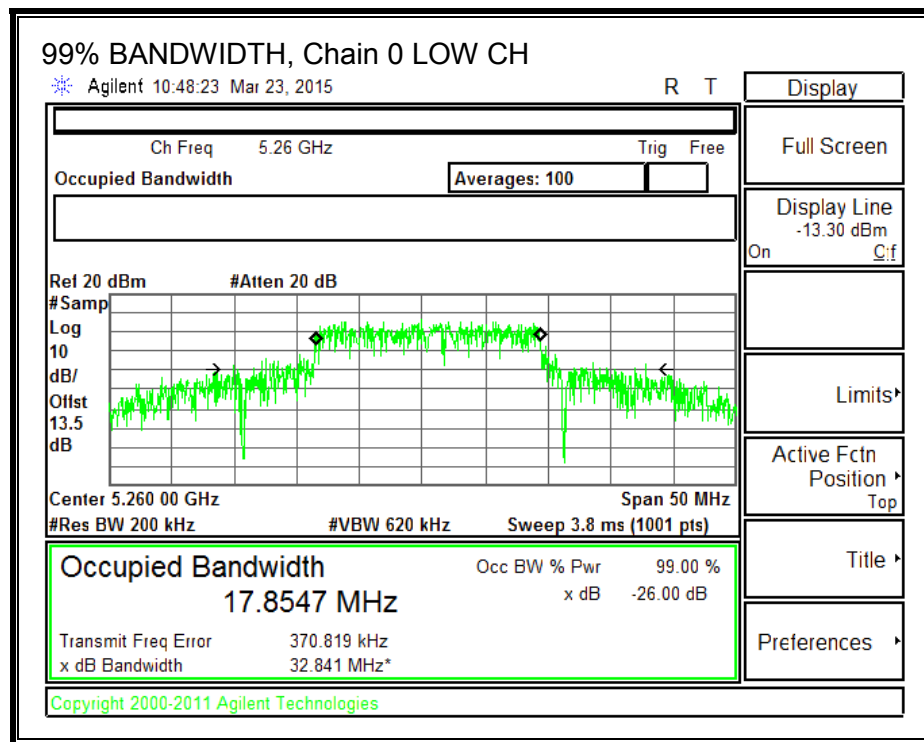 99% BANDWIDTH, Chain 0 LOW CH
Agilent 10:48:23 Mar 23, 2015 R T
Display
Ch Freq 5.26 GHz Trig Free
Full Screen
Occupied Bandwidth Averages: 100
Display Line
-13.30 dBm
On Off
Ref 20 dBm #Atten 20 dB
#Samp
Log
10
dB/
Offst
13.5
dB
Limits
Active Fctn
Position
Top
Center 5.260 00 GHz Span 50 MHz
#Res BW 200 kHz #VBW 620 kHz Sweep 3.8 ms (1001 pts)
Occupied Bandwidth Occ BW % Pwr 99.00 %
17.8547 MHz x dB -26.00 dB
Title
Transmit Freq Error 370.819 kHz
x dB Bandwidth 32.841 MHz*
Preferences
Copyright 2000-2011 Agilent Technologies